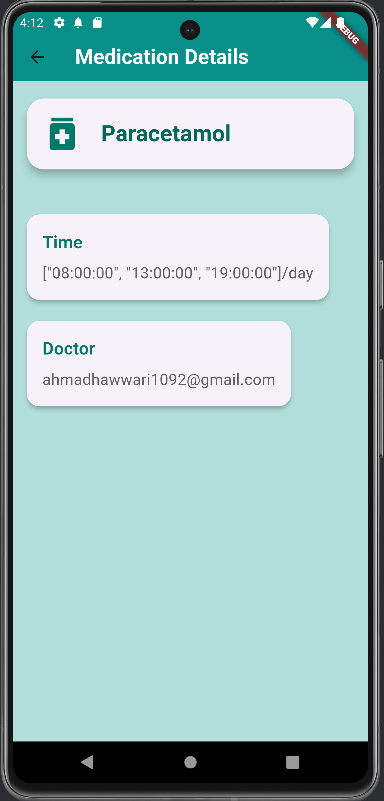 4:12
DEBUG
Medication Details
Paracetamol
Time
["08:00:00", "13:00:00", "19:00:00"]/day
Doctor
ahmadhawwari1092@gmail.com